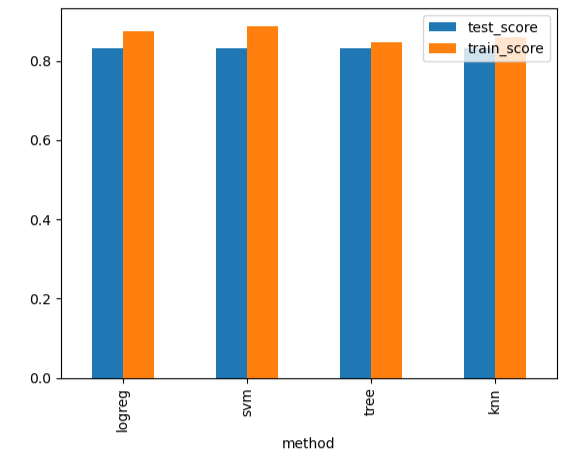 test_score
train_score
0.8
0.6
0.4
0.2
0.0
logreg
svm
tree
knn
method